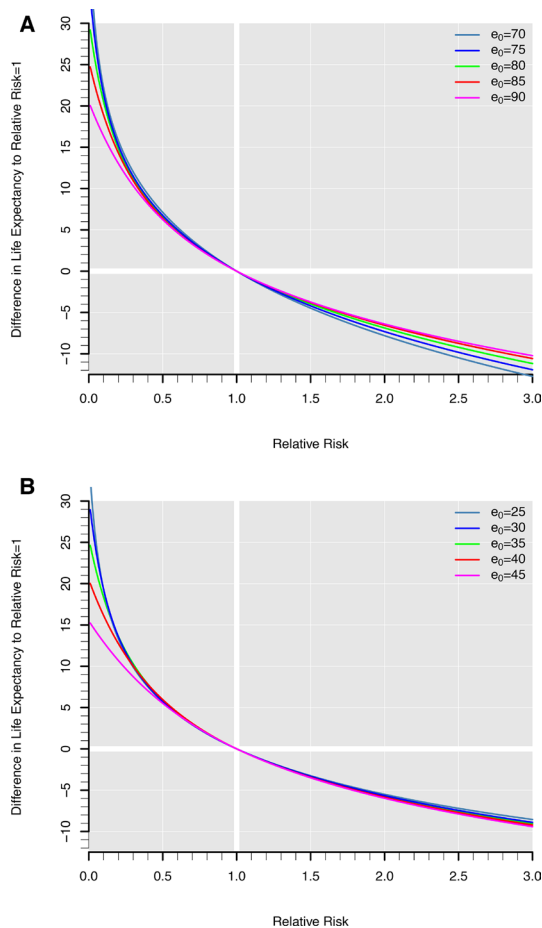 A
Difference in Life Expectancy to Relative Risk=1
30
25
20
15
10
5
0
−5
−10
e0=70
e0=75
e0=80
e0=85
e0=90
0.0 0.5 1.0 1.5 2.0 2.5 3.0
Relative Risk
B
Difference in Life Expectancy to Relative Risk=1
30
25
20
15
10
5
0
−5
−10
e0=25
e0=30
e0=35
e0=40
e0=45
0.0 0.5 1.0 1.5 2.0 2.5 3.0
Relative Risk